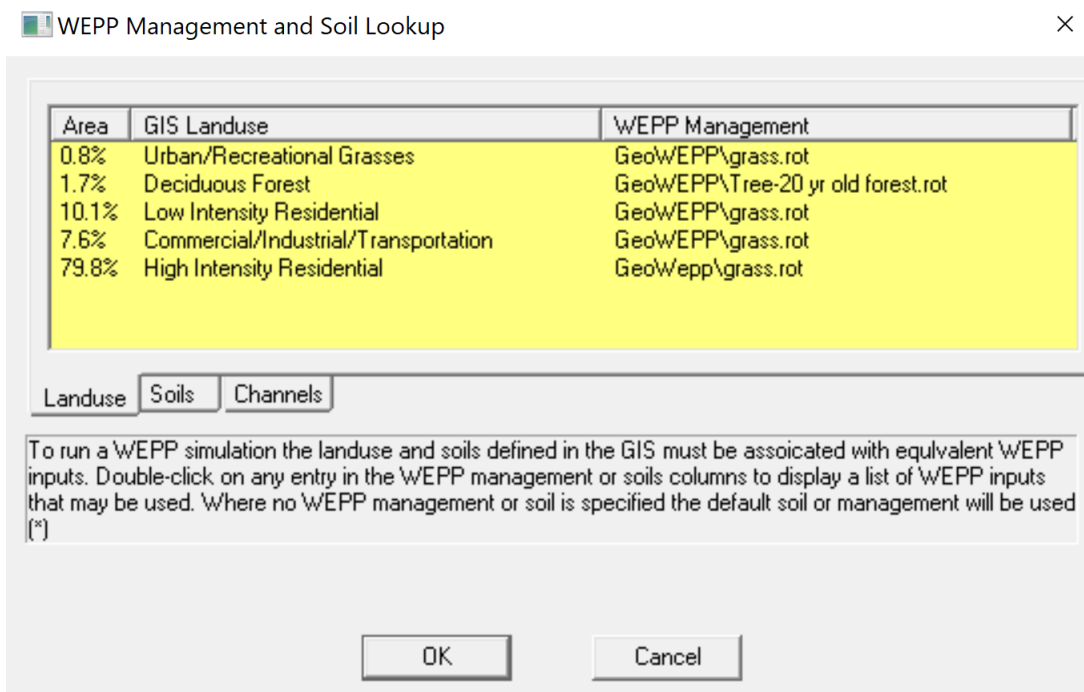 WEPP Management and Soil Lookup
Area GIS Landuse WEPP Management
0.8% Urban/Recreational Grasses GeoWEPP\grass.rot
1.7% Deciduous Forest GeoWEPP\Tree-20 yr old forest.rot
10.1% Low Intensity Residential GeoWEPP\grass.rot
7.6% Commercial/Industrial/Transportation GeoWEPP\grass.rot
79.8% High Intensity Residential GeoWepp\grass.rot
Landuse Soils Channels
To run a WEPP simulation the landuse and soils defined in the GIS must be assoicated with equlvalent WEPP
inputs. Double-click on any entry in the WEPP management or soils columns to display a list of WEPP inputs
that may be used. Where no WEPP management or soil is specified the default soil or management will be used
(*)
OK Cancel